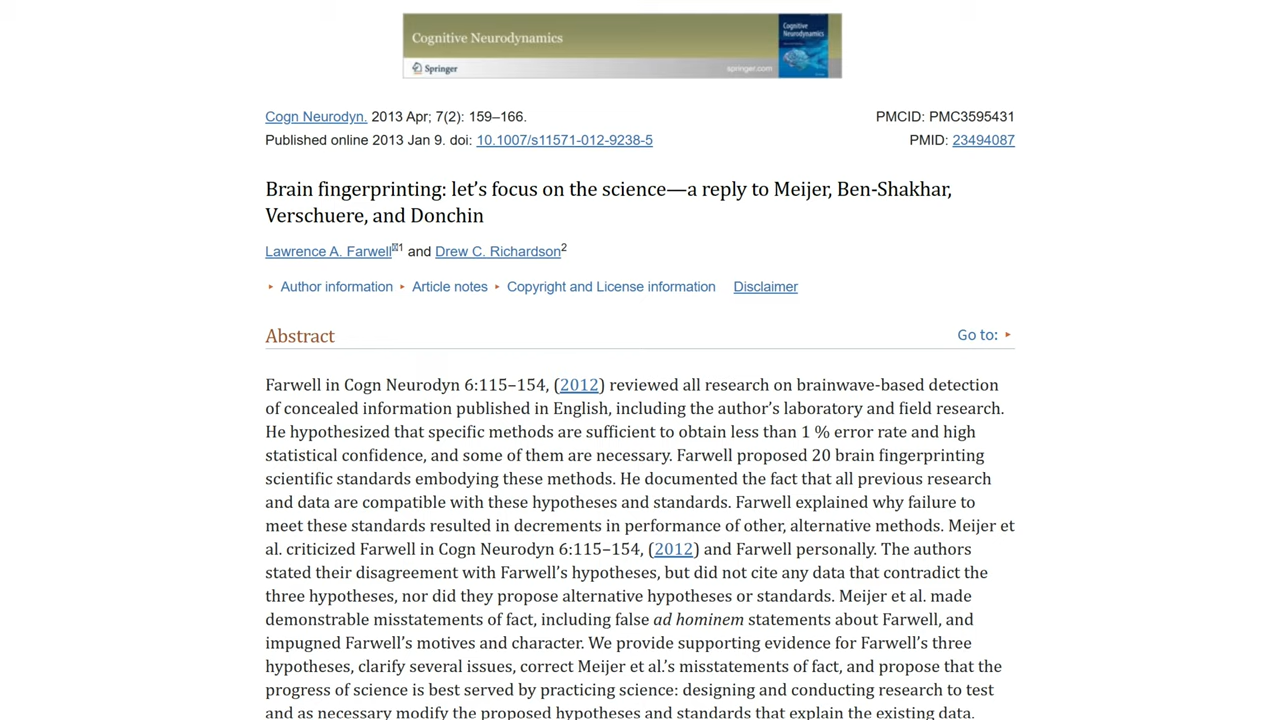 Cognitive Neurodynamics
Cognitive
Neurodynamics
Springer
springer.com
Cogn Neurodyn. 2013 Apr; 7(2): 159–166.
PMCID: PMC3595431
Published online 2013 Jan 9. doi: 10.1007/s11571-012-9238-5
PMID: 23494087
Brain fingerprinting: let’s focus on the science—a reply to Meijer, Ben-Shakhar,
Verschuere, and Donchin
Lawrence A. Farwell✉1 and Drew C. Richardson2
▸ Author information ▸ Article notes ▸ Copyright and License information Disclaimer
Abstract
Go to: ▸
Farwell in Cogn Neurodyn 6:115–154, (2012) reviewed all research on brainwave-based detection
of concealed information published in English, including the author’s laboratory and field research.
He hypothesized that specific methods are sufficient to obtain less than 1 % error rate and high
statistical confidence, and some of them are necessary. Farwell proposed 20 brain fingerprinting
scientific standards embodying these methods. He documented the fact that all previous research
and data are compatible with these hypotheses and standards. Farwell explained why failure to
meet these standards resulted in decrements in performance of other, alternative methods. Meijer et
al. criticized Farwell in Cogn Neurodyn 6:115–154, (2012) and Farwell personally. The authors
stated their disagreement with Farwell’s hypotheses, but did not cite any data that contradict the
three hypotheses, nor did they propose alternative hypotheses or standards. Meijer et al. made
demonstrable misstatements of fact, including false ad hominem statements about Farwell, and
impugned Farwell’s motives and character. We provide supporting evidence for Farwell’s three
hypotheses, clarify several issues, correct Meijer et al.’s misstatements of fact, and propose that the
progress of science is best served by practicing science: designing and conducting research to test
and as necessary modify the proposed hypotheses and standards that explain the existing data.